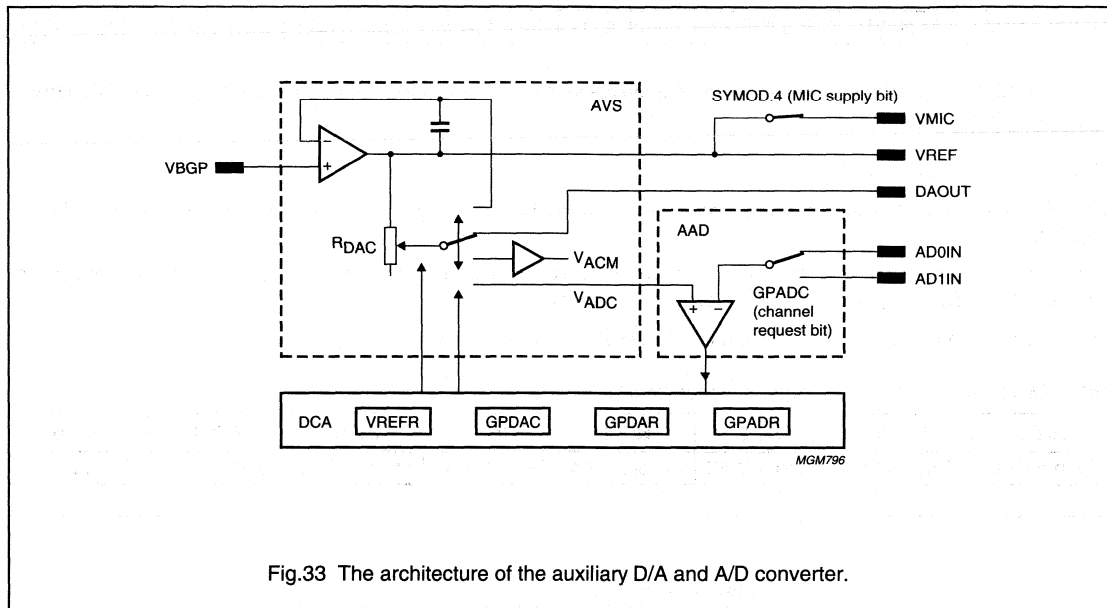 AVS
SYMOD.4 (MIC supply bit)
VMIC
VBGP
VREF
DAOUT
AAD
RDAC
AD0IN
VACM
AD1IN
VADC
GPADC
(channel
request bit)
− +
+ −
DCA VREFR GPDAC GPDAR GPADR
MGM796
Fig.33 The architecture of the auxiliary D/A and A/D converter.